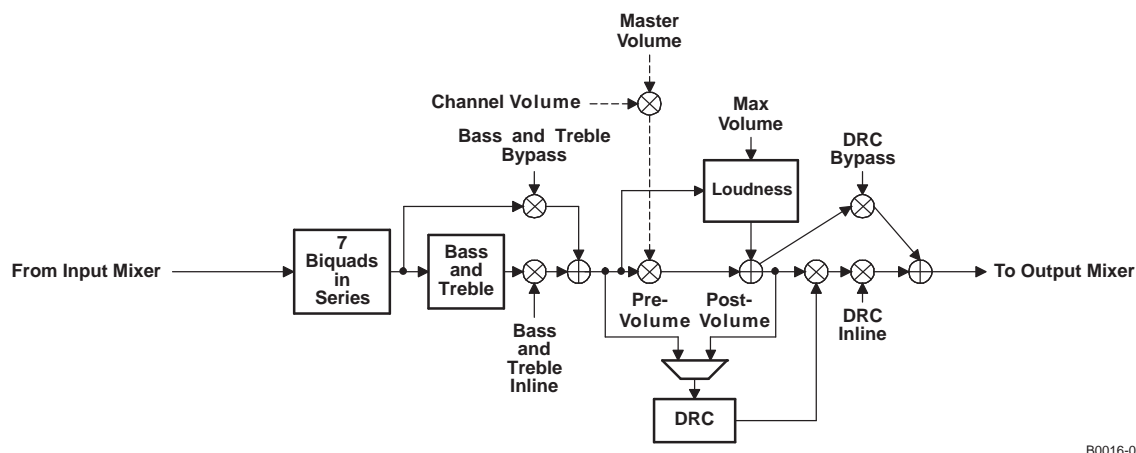 Master
Volume
Channel Volume
Max
Volume
Bass and Treble
Bypass
DRC
Bypass
Loudness
7
Biquads
in
Series
Bass
and
Treble
From Input Mixer
To Output Mixer
Pre-
Volume
Post-
Volume
DRC
Inline
Bass
and
Treble
Inline
DRC
B0016-0